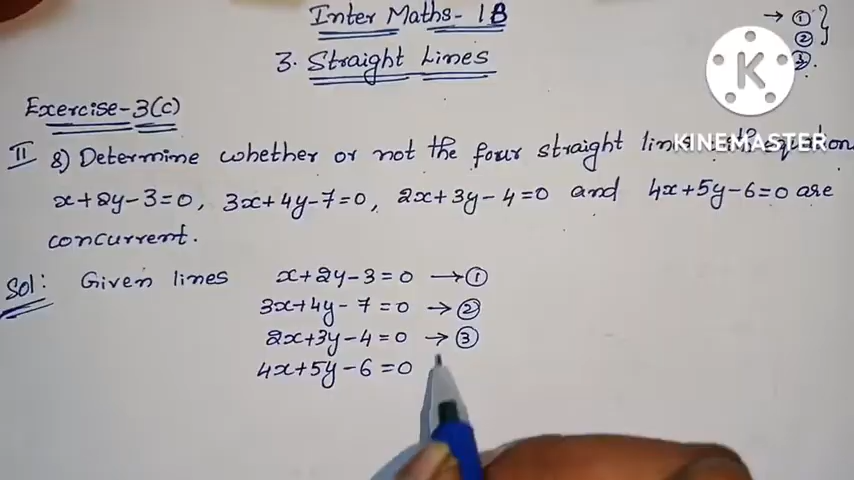 Inter Maths - 1B
3. Straight Lines
→ ①
②
③.
K
KINEMASTER
Exercise-3(c)
II 8) Determine whether or not the four straight equation
x+2y-3=0, 3x+4y-7=0, 2x+3y-4=0 and 4x+5y-6=0 are
concurrent.
Sol: Given lines x+2y-3=0 → ①
3x+4y-7=0 → ②
2x+3y-4=0 → ③
4x+5y-6=0